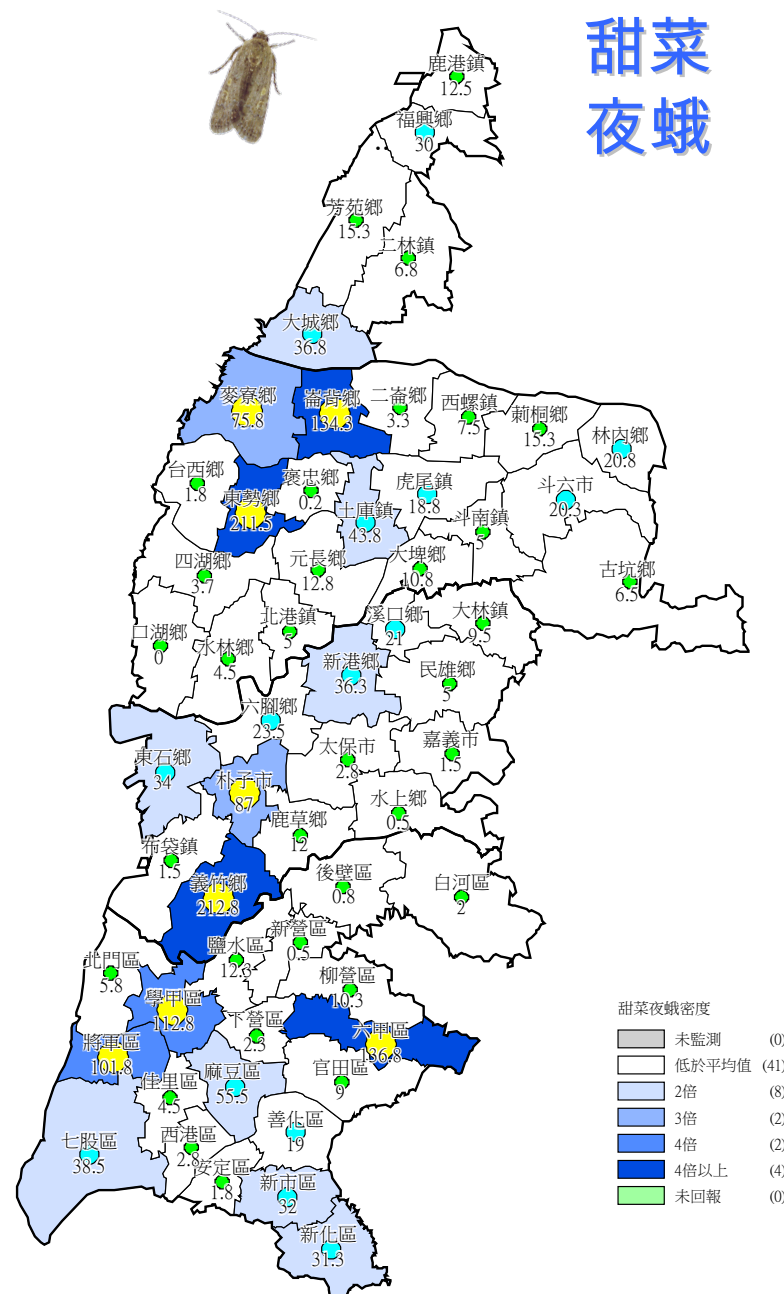 甜菜
夜蛾
鹿港鎮
12.5
福興鄉
30
芳苑鄉
15.3
二林鎮
6.8
大城鄉
36.8
麥寮鄉
75.8
崙背鄉
134.3
二崙鄉
3.3
西螺鎮
7.5
莿桐鄉
15.3
林內鄉
20.8
台西鄉
1.8
東勢鄉
211.5
褒忠鄉
0.2
土庫鎮
43.8
虎尾鎮
18.8
斗南鎮
5
斗六市
20.3
古坑鄉
6.5
四湖鄉
3.7
元長鄉
12.8
大埤鄉
10.8
口湖鄉
0
水林鄉
4.5
北港鎮
5
溪口鄉
21
大林鎮
9.5
新港鄉
36.3
民雄鄉
5
六腳鄉
23.5
東石鄉
34
朴子市
87
太保市
2.8
嘉義市
1.5
鹿草鄉
12
水上鄉
0.5
布袋鎮
1.5
義竹鄉
212.8
後壁區
0.8
白河區
2
北門區
5.8
鹽水區
12.3
新營區
0.5
柳營區
10.3
學甲區
112.8
下營區
2.3
六甲區
136.8
將軍區
101.8
佳里區
4.5
麻豆區
55.5
官田區
9
七股區
38.5
西港區
2.8
善化區
19
安定區
1.8
新市區
32
新化區
31.3
甜菜夜蛾密度
未監測 (0)
低於平均值 (41)
2倍 (8)
3倍 (2)
4倍 (2)
4倍以上 (4)
未回報 (0)